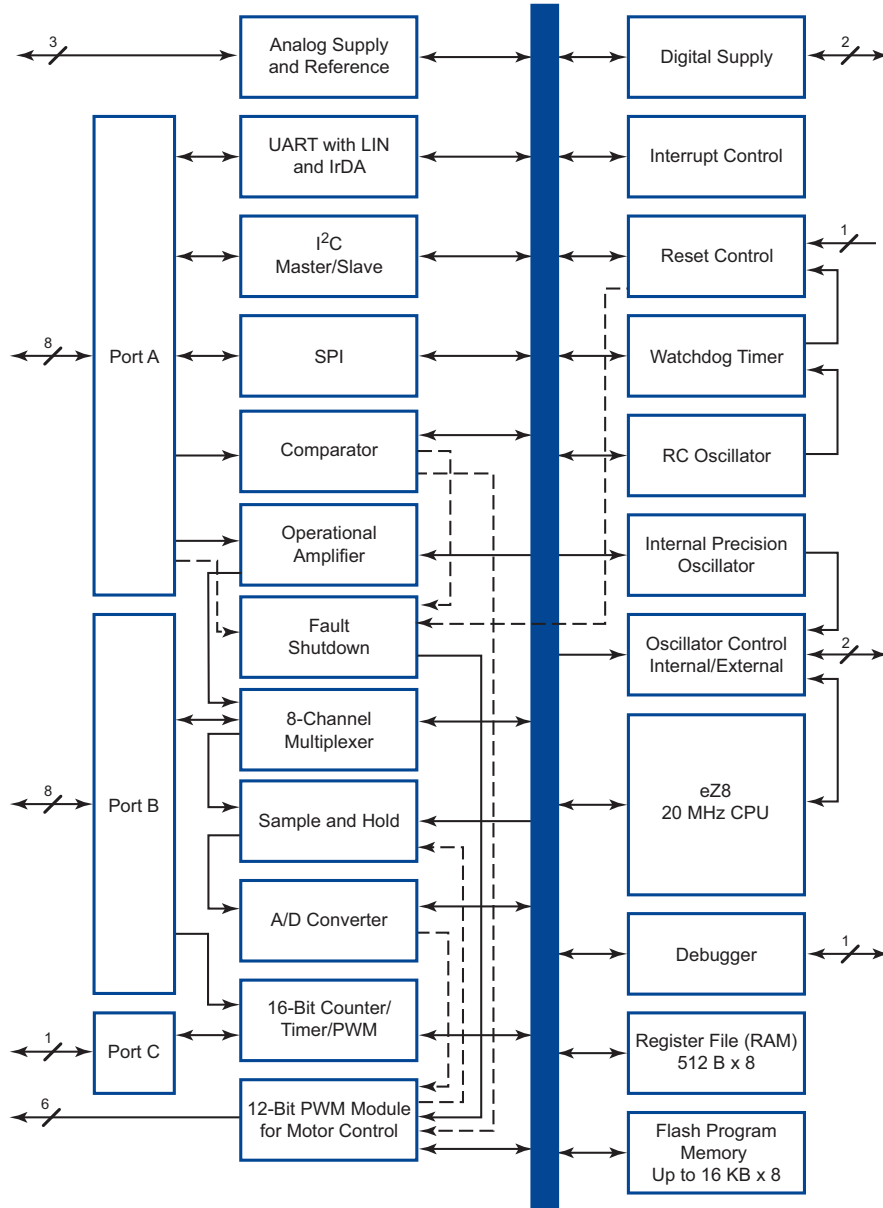 3
Analog Supply
and Reference
Digital Supply
2
UART with LIN
and IrDA
Interrupt Control
I²C
Master/Slave
Reset Control
1
8
Port A
SPI
Watchdog Timer
Comparator
RC Oscillator
Operational
Amplifier
Internal Precision
Oscillator
Fault
Shutdown
Oscillator Control
Internal/External
2
8-Channel
Multiplexer
eZ8
20 MHz CPU
8
Port B
Sample and Hold
A/D Converter
Debugger
1
16-Bit Counter/
Timer/PWM
1
Port C
Register File (RAM)
512 B x 8
6
12-Bit PWM Module
for Motor Control
Flash Program
Memory
Up to 16 KB x 8